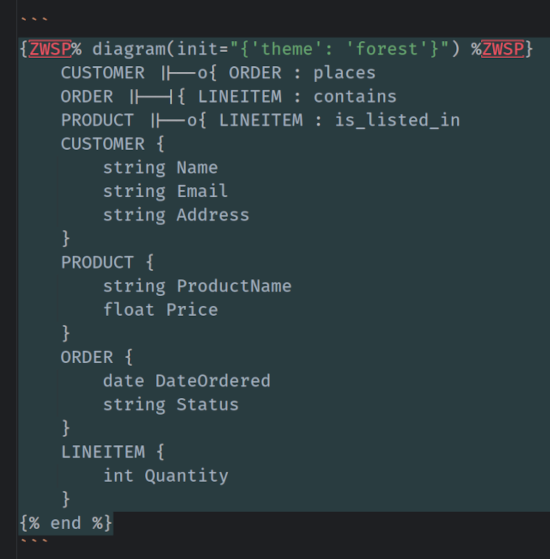 ```
{ZWSP% diagram(init="{'theme': 'forest'}") %ZWSP}
    CUSTOMER ||--o{ ORDER : places
    ORDER ||--|{ LINEITEM : contains
    PRODUCT ||--o{ LINEITEM : is_listed_in
    CUSTOMER {
        string Name
        string Email
        string Address
    }
    PRODUCT {
        string ProductName
        float Price
    }
    ORDER {
        date DateOrdered
        string Status
    }
    LINEITEM {
        int Quantity
    }
{% end %}
```